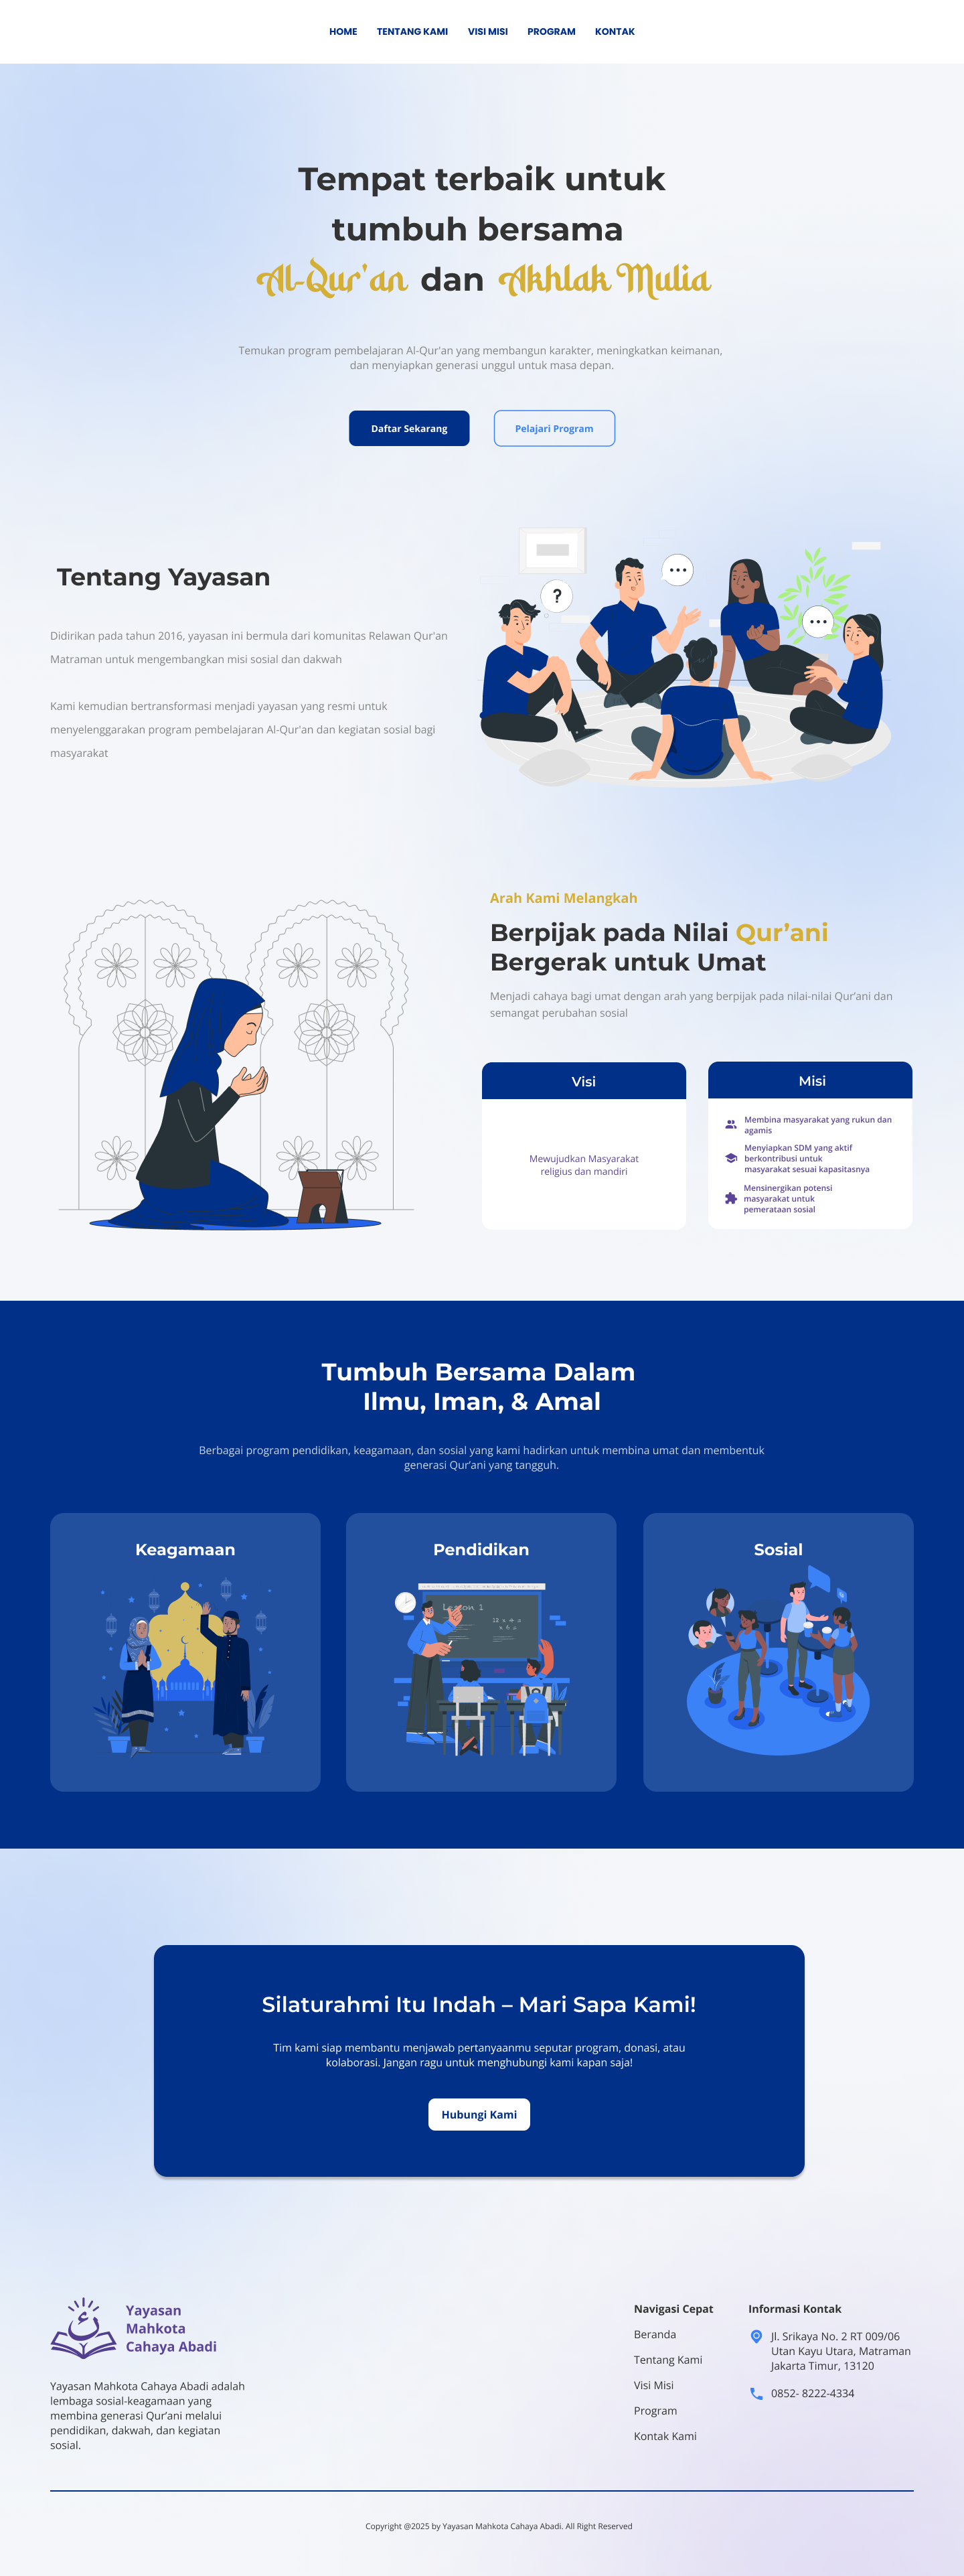 HOME TENTANG KAMI VISI MISI PROGRAM KONTAK
Tempat terbaik untuk
tumbuh bersama
Al-Qur'an dan Akhlak Mulia
Temukan program pembelajaran Al-Qur'an yang membangun karakter, meningkatkan keimanan,
dan menyiapkan generasi unggul untuk masa depan.
Daftar Sekarang
Pelajari Program
Tentang Yayasan
Didirikan pada tahun 2016, yayasan ini bermula dari komunitas Relawan Qur'an
Matraman untuk mengembangkan misi sosial dan dakwah
Kami kemudian bertransformasi menjadi yayasan yang resmi untuk
menyelenggarakan program pembelajaran Al-Qur'an dan kegiatan sosial bagi
masyarakat
?
Arah Kami Melangkah
Berpijak pada Nilai Qur’ani
Bergerak untuk Umat
Menjadi cahaya bagi umat dengan arah yang berpijak pada nilai-nilai Qur’ani dan
semangat perubahan sosial
Visi
Mewujudkan Masyarakat
religius dan mandiri
Misi
Membina masyarakat yang rukun dan
agamis
Menyiapkan SDM yang aktif
berkontribusi untuk
masyarakat sesuai kapasitasnya
Mensinergikan potensi
masyarakat untuk
pemerataan sosial
Tumbuh Bersama Dalam
Ilmu, Iman, & Amal
Berbagai program pendidikan, keagamaan, dan sosial yang kami hadirkan untuk membina umat dan membentuk
generasi Qur’ani yang tangguh.
Keagamaan
Pendidikan
Sosial
Silaturahmi Itu Indah – Mari Sapa Kami!
Tim kami siap membantu menjawab pertanyaanmu seputar program, donasi, atau
kolaborasi. Jangan ragu untuk menghubungi kami kapan saja!
Hubungi Kami
Yayasan
Mahkota
Cahaya Abadi
Yayasan Mahkota Cahaya Abadi adalah
lembaga sosial-keagamaan yang
membina generasi Qur’ani melalui
pendidikan, dakwah, dan kegiatan
sosial.
Navigasi Cepat
Beranda
Tentang Kami
Visi Misi
Program
Kontak Kami
Informasi Kontak
Jl. Srikaya No. 2 RT 009/06
Utan Kayu Utara, Matraman
Jakarta Timur, 13120
0852- 8222-4334
Copyright @2025 by Yayasan Mahkota Cahaya Abadi. All Right Reserved